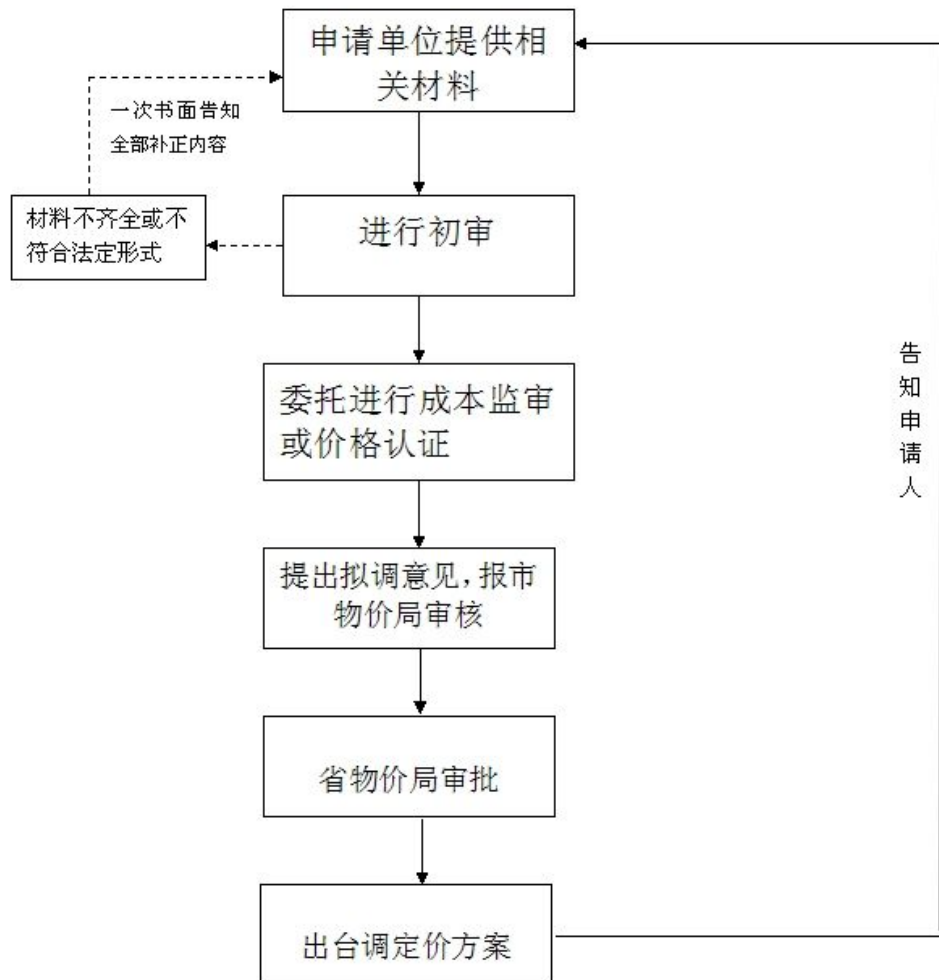 申请单位提供相
关材料
一次书面告知
全部补正内容
材料不齐全或不
符合法定形式
进行初审
委托进行成本监审
或价格认证
提出拟调意见，报市
物价局审核
省物价局审批
出台调定价方案
告知申请人